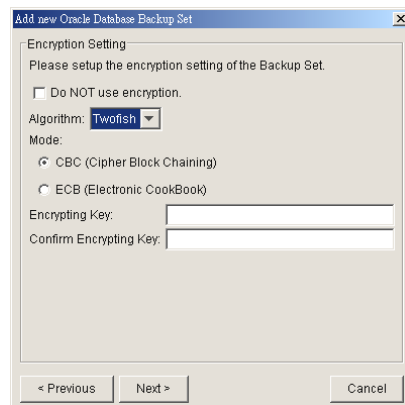 Add new Oracle Database Backup Set
Encryption Setting
Please setup the encryption setting of the Backup Set.
Do NOT use encryption.
Algorithm: Twofish
Mode:
CBC (Cipher Block Chaining)
ECB (Electronic CookBook)
Encrypting Key:
Confirm Encrypting Key:
< Previous Next > Cancel